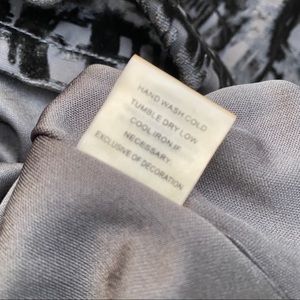 HAND WASH COLD
TUMBLE DRY LOW
COOL IRON IF
NECESSARY.
EXCLUSIVE OF DECORATION